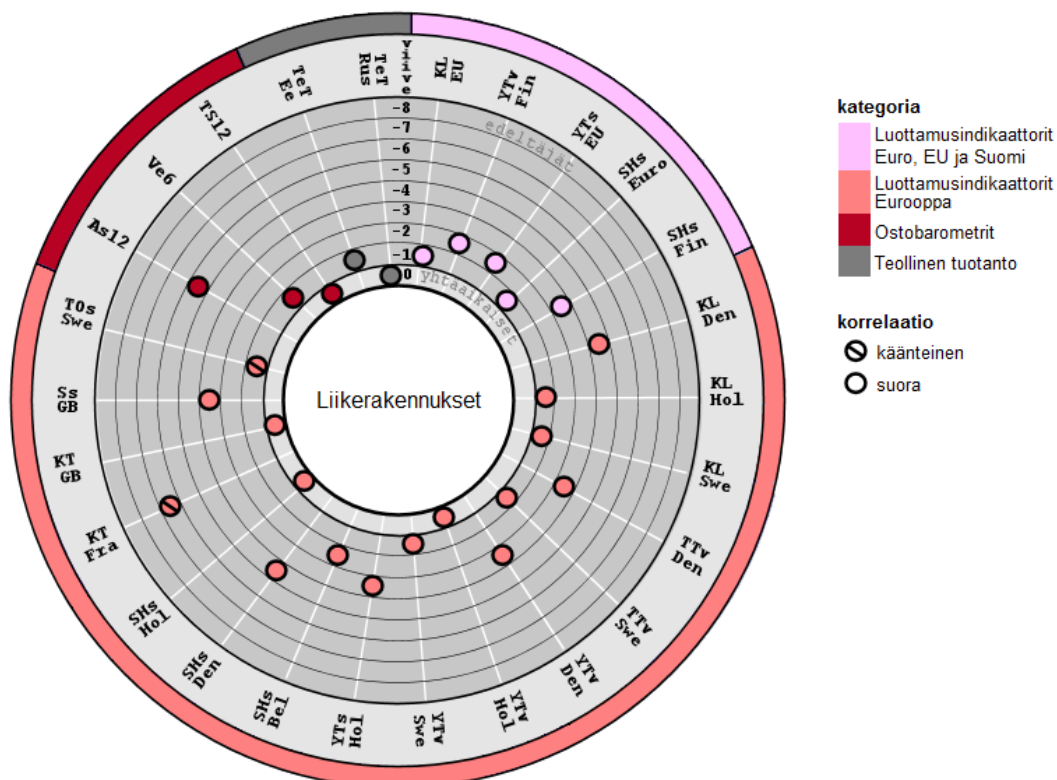 viive
-8
-7
-6
-5
-4
-3
-2
-1
0
edeltäjät
yhtäaikaiset
KL
EU
YTv
Fin
YTs
EU
SHs
Euro
SHs
Fin
KL
Den
KL
Hol
KL
Swe
TTv
Den
TTv
Swe
YTv
Den
YTv
Hol
YTv
Swe
YTs
Hol
SHs
Bel
SHs
Den
SHs
Hol
KT
Fra
KT
GB
Ss
GB
TOs
Swe
As12
Ve6
TS12
TeT
Ee
TeT
Rus
Liikerakennukset
kategoria
Luottamusindikaattorit
Euro, EU ja Suomi
Luottamusindikaattorit
Eurooppa
Ostobarometrit
Teollinen tuotanto
korrelaatio
käänteinen
suora